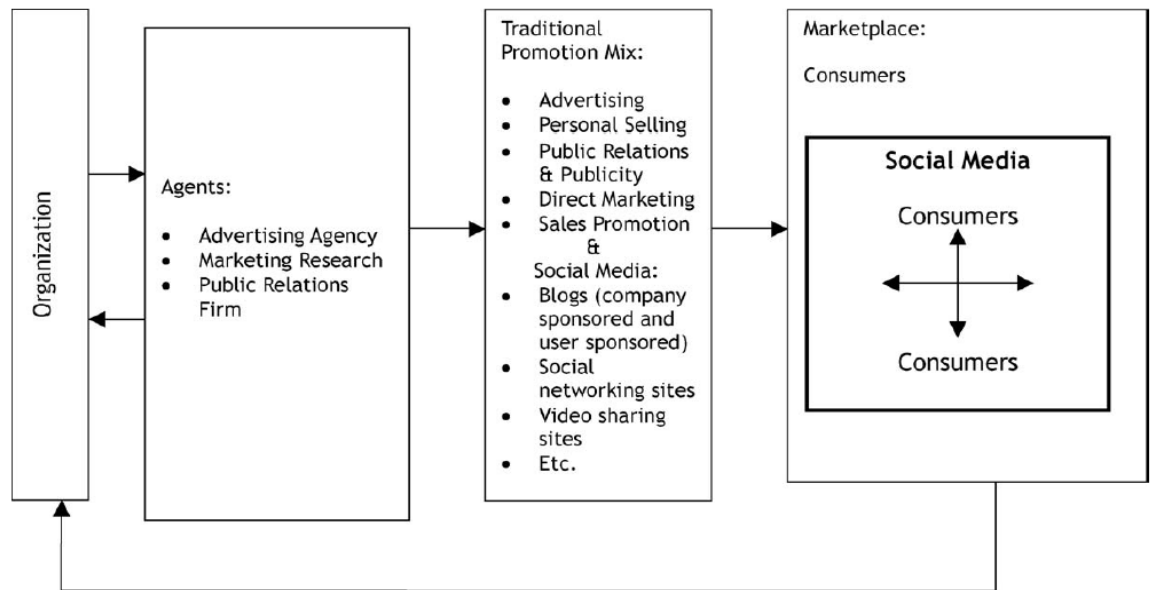 Organization
Agents:
• Advertising Agency
• Marketing Research
• Public Relations
Firm
Traditional
Promotion Mix:
• Advertising
• Personal Selling
• Public Relations
& Publicity
• Direct Marketing
• Sales Promotion
&
Social Media:
• Blogs (company
sponsored and
user sponsored)
• Social
networking sites
• Video sharing
sites
• Etc.
Marketplace:
Consumers
Social Media
Consumers
Consumers